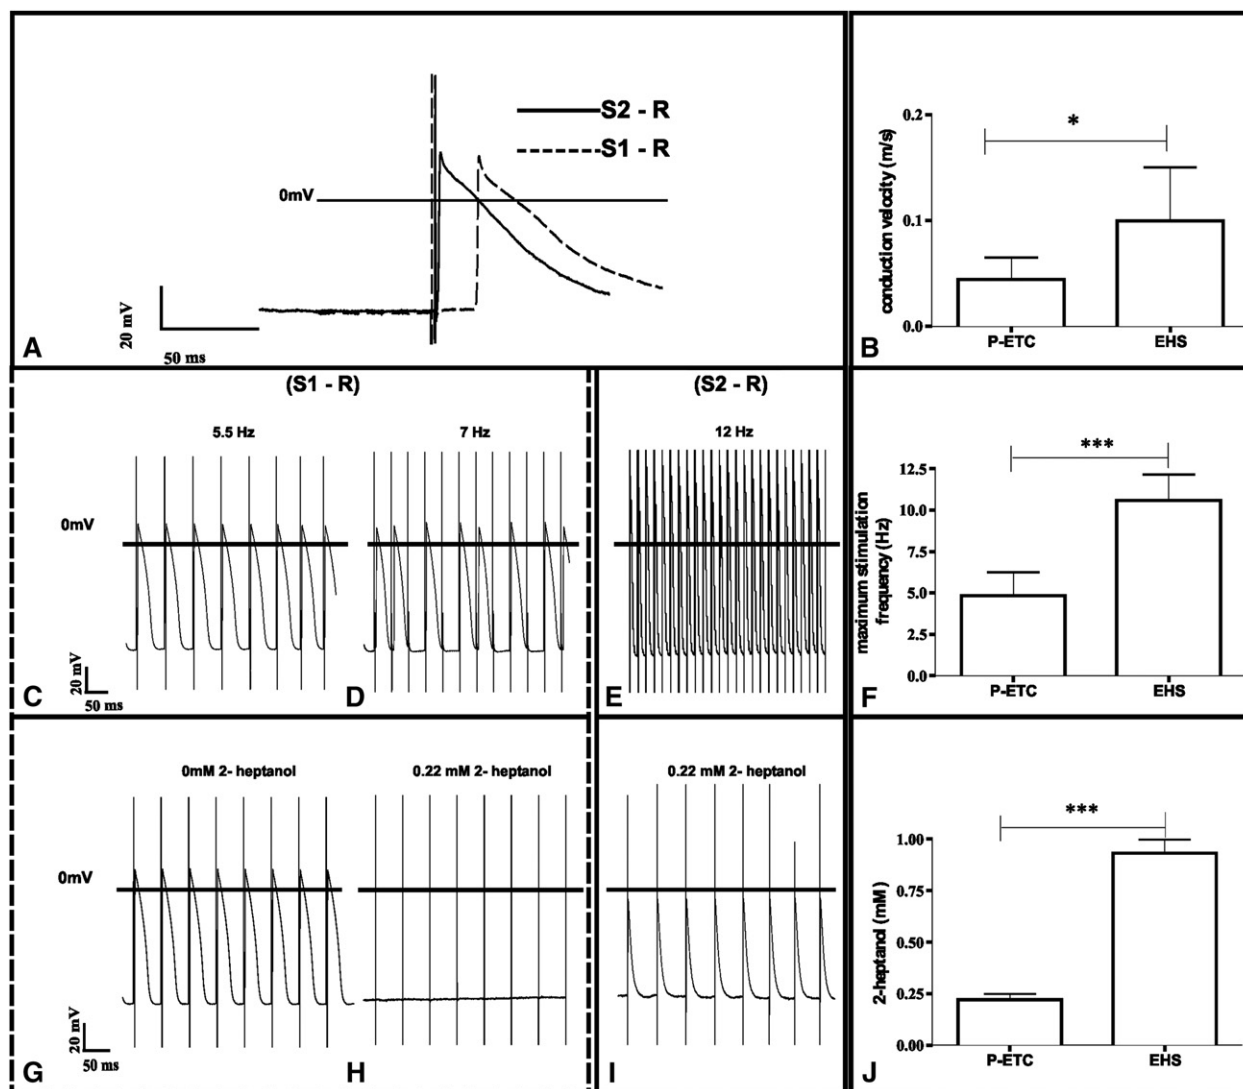 S2 - R
S1 - R
0mV
20 mV
50 ms
A
0.2
0.1
0.0
conduction velocity (m/s)
*
P-ETC
EHS
B
(S1 - R)
5.5 Hz
7 Hz
0mV
20 mV
50 ms
C
D
(S2 - R)
12 Hz
E
***
12.5
10.0
7.5
5.0
2.5
0.0
maximum stimulation
frequency (Hz)
P-ETC
EHS
F
0mM 2- heptanol
0.22 mM 2- heptanol
0mV
20 mV
50 ms
G
H
0.22 mM 2- heptanol
I
***
1.00
0.75
0.50
0.25
0.00
2-heptanol (mM)
P-ETC
EHS
J